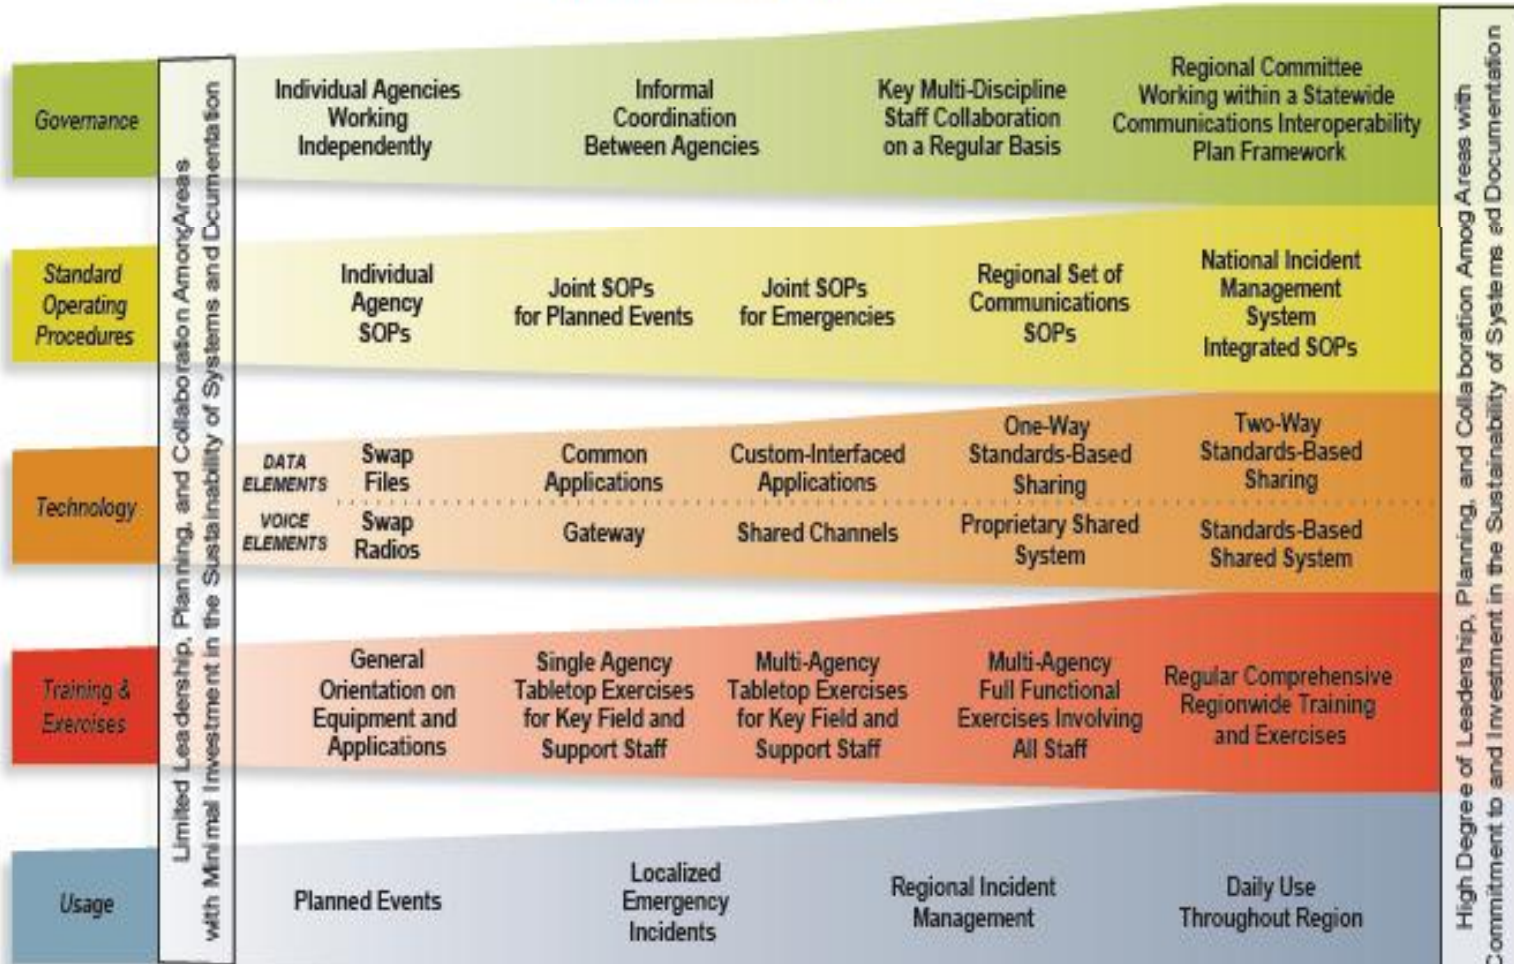 Governance
Individual Agencies
Working
Independently
Informal
Coordination
Between Agencies
Key Multi-Discipline
Staff Collaboration
on a Regular Basis
Regional Committee
Working within a Statewide
Communications Interoperability
Plan Framework
Standard
Operating
Procedures
Individual
Agency
SOPs
Joint SOPs
for Planned Events
Joint SOPs
for Emergencies
Regional Set of
Communications
SOPs
National Incident
Management
System
Integrated SOPs
Technology
DATA
ELEMENTS
Swap
Files
Common
Applications
Custom-Interfaced
Applications
One-Way
Standards-Based
Sharing
Two-Way
Standards-Based
Sharing
VOICE
ELEMENTS
Swap
Radios
Gateway
Shared Channels
Proprietary Shared
System
Standards-Based
Shared System
Training &
Exercises
General
Orientation on
Equipment and
Applications
Single Agency
Tabletop Exercises
for Key Field and
Support Staff
Multi-Agency
Tabletop Exercises
for Key Field and
Support Staff
Multi-Agency
Full Functional
Exercises Involving
All Staff
Regular Comprehensive
Regionwide Training
and Exercises
Usage
Planned Events
Localized
Emergency
Incidents
Regional Incident
Management
Daily Use
Throughout Region
Limited Leadership, Planning, and Collaboration Among Areas
with Minimal Investment in the Sustainability of Systems and Documentation
High Degree of Leadership, Planning, and Collaboration Amog Areas with
Commitment to and Investment in the Sustainability of Systems ed Documentation